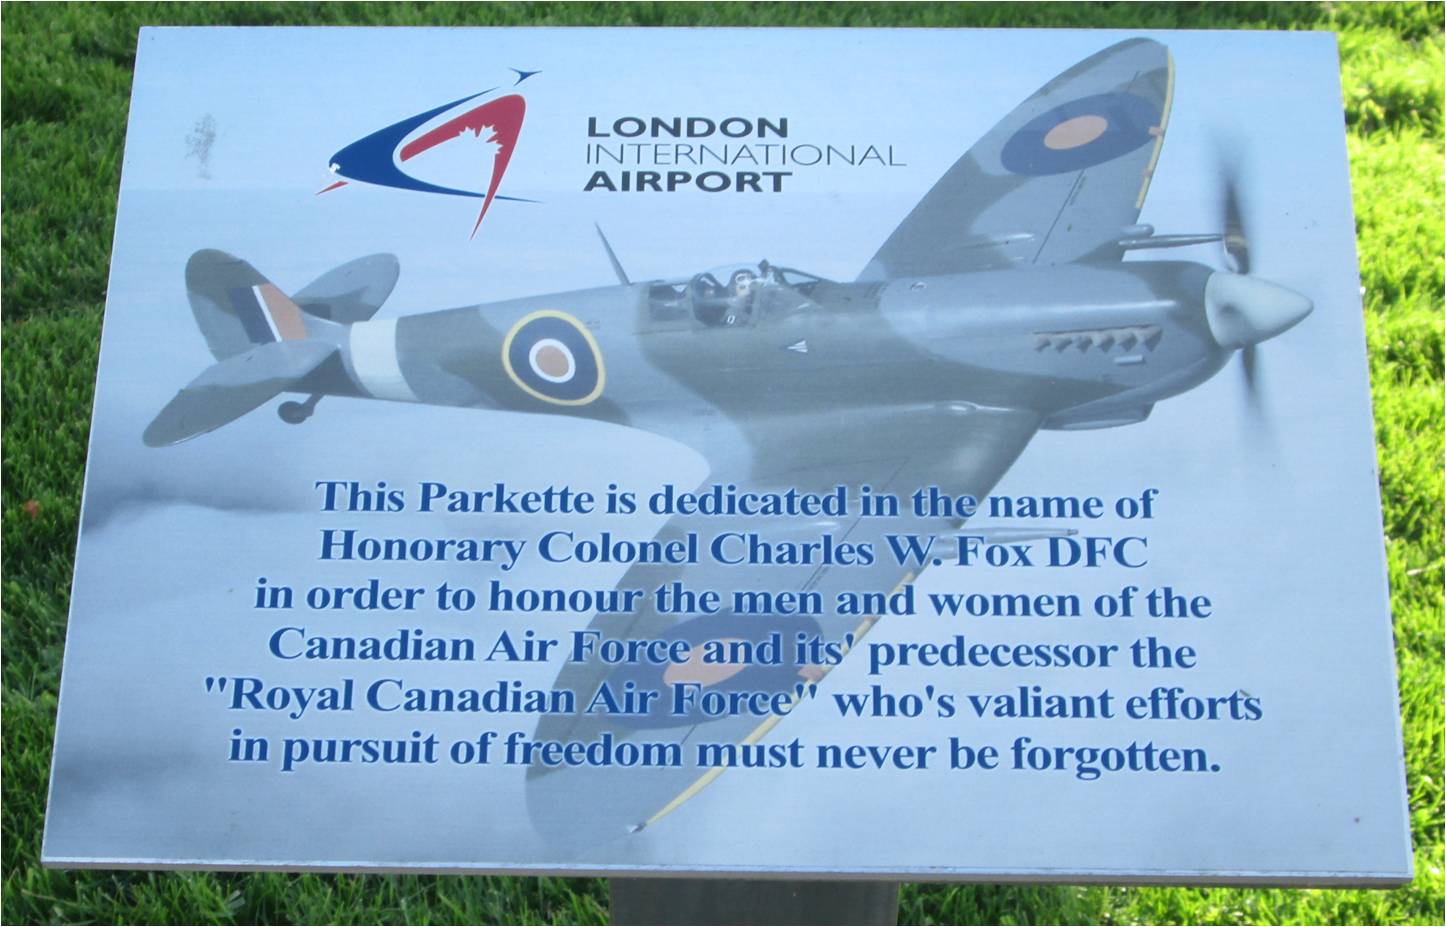 LONDON
INTERNATIONAL
AIRPORT
This Parkette is dedicated in the name of
Honorary Colonel Charles W. Fox DFC
in order to honour the men and women of the
Canadian Air Force and its' predecessor the
"Royal Canadian Air Force" who's valiant efforts
in pursuit of freedom must never be forgotten.